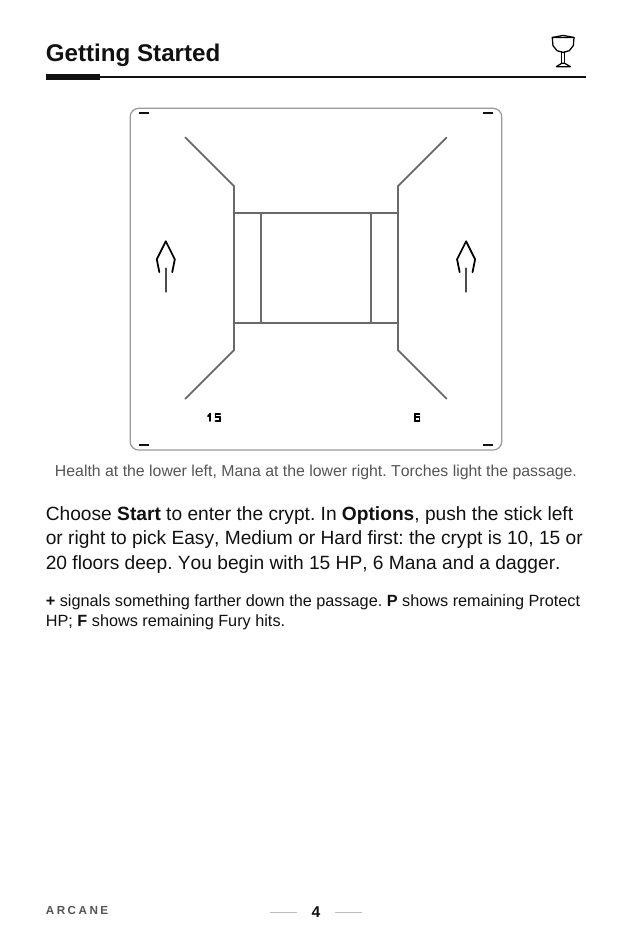 Getting Started
15 6
Health at the lower left, Mana at the lower right. Torches light the passage.
Choose Start to enter the crypt. In Options, push the stick left
or right to pick Easy, Medium or Hard first: the crypt is 10, 15 or
20 floors deep. You begin with 15 HP, 6 Mana and a dagger.
+ signals something farther down the passage. P shows remaining Protect
HP; F shows remaining Fury hits.
ARCANE 4